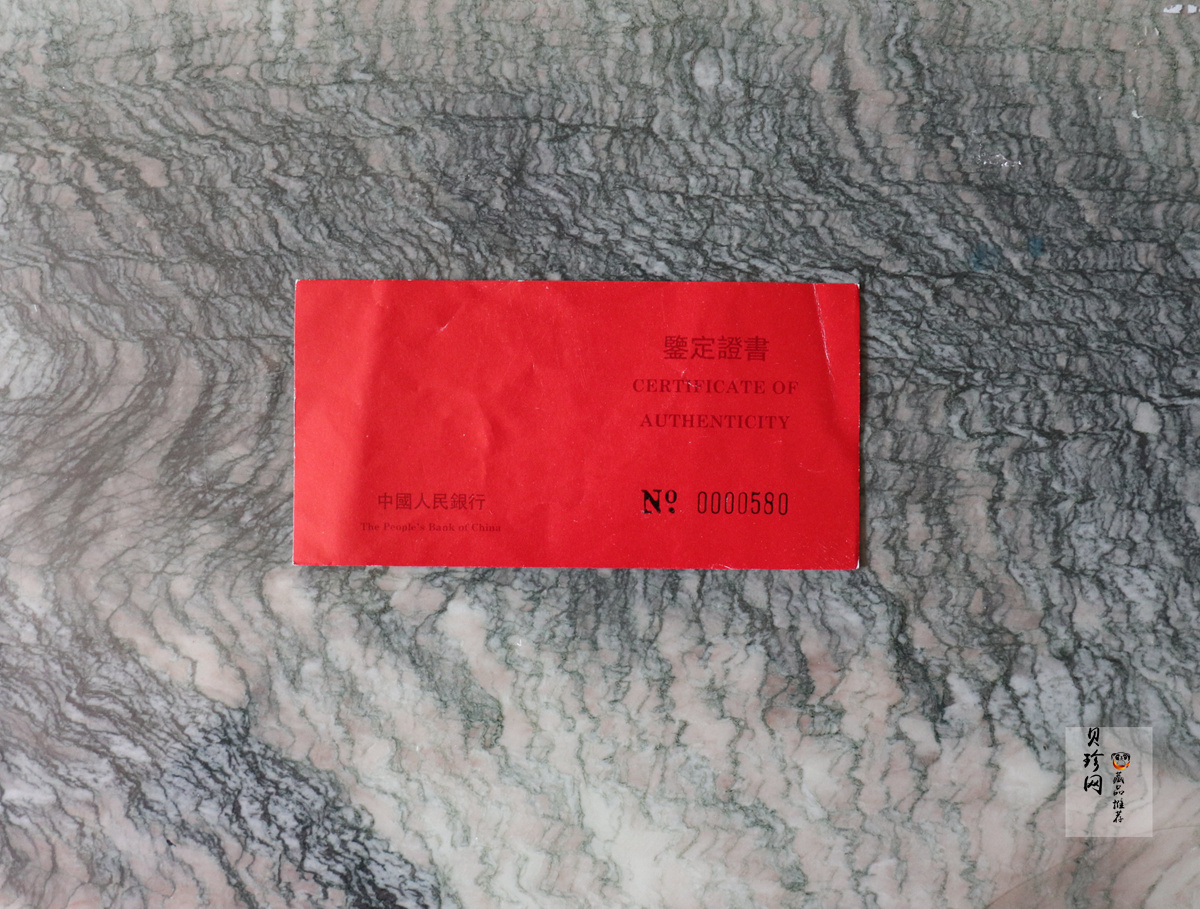 鑒定證書
CERTIFICATE OF
AUTHENTICITY
中國人民銀行
The People's Bank of China
Nº 0000580
贝珍网
藏品推荐